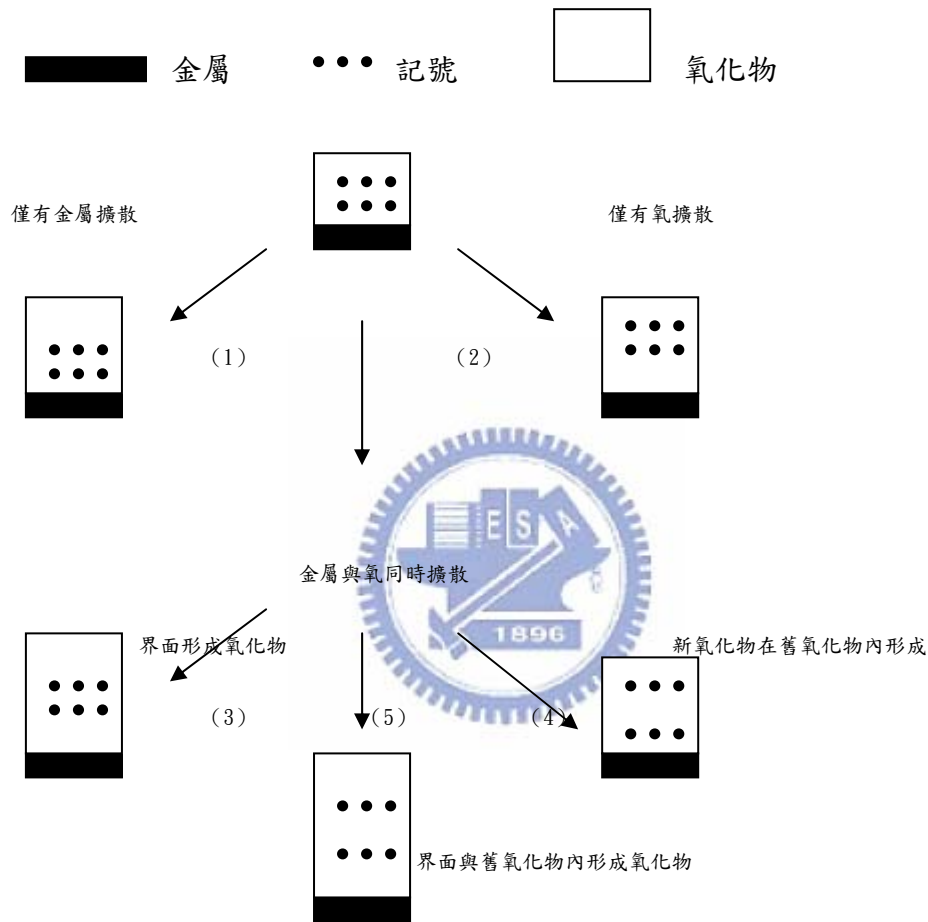 金屬
記號
氧化物
僅有金屬擴散
僅有氧擴散
(1)
(2)
E S A
金屬與氧同時擴散
1896
界面形成氧化物
新氧化物在舊氧化物內形成
(3)
(5)
(4)
界面與舊氧化物內形成氧化物